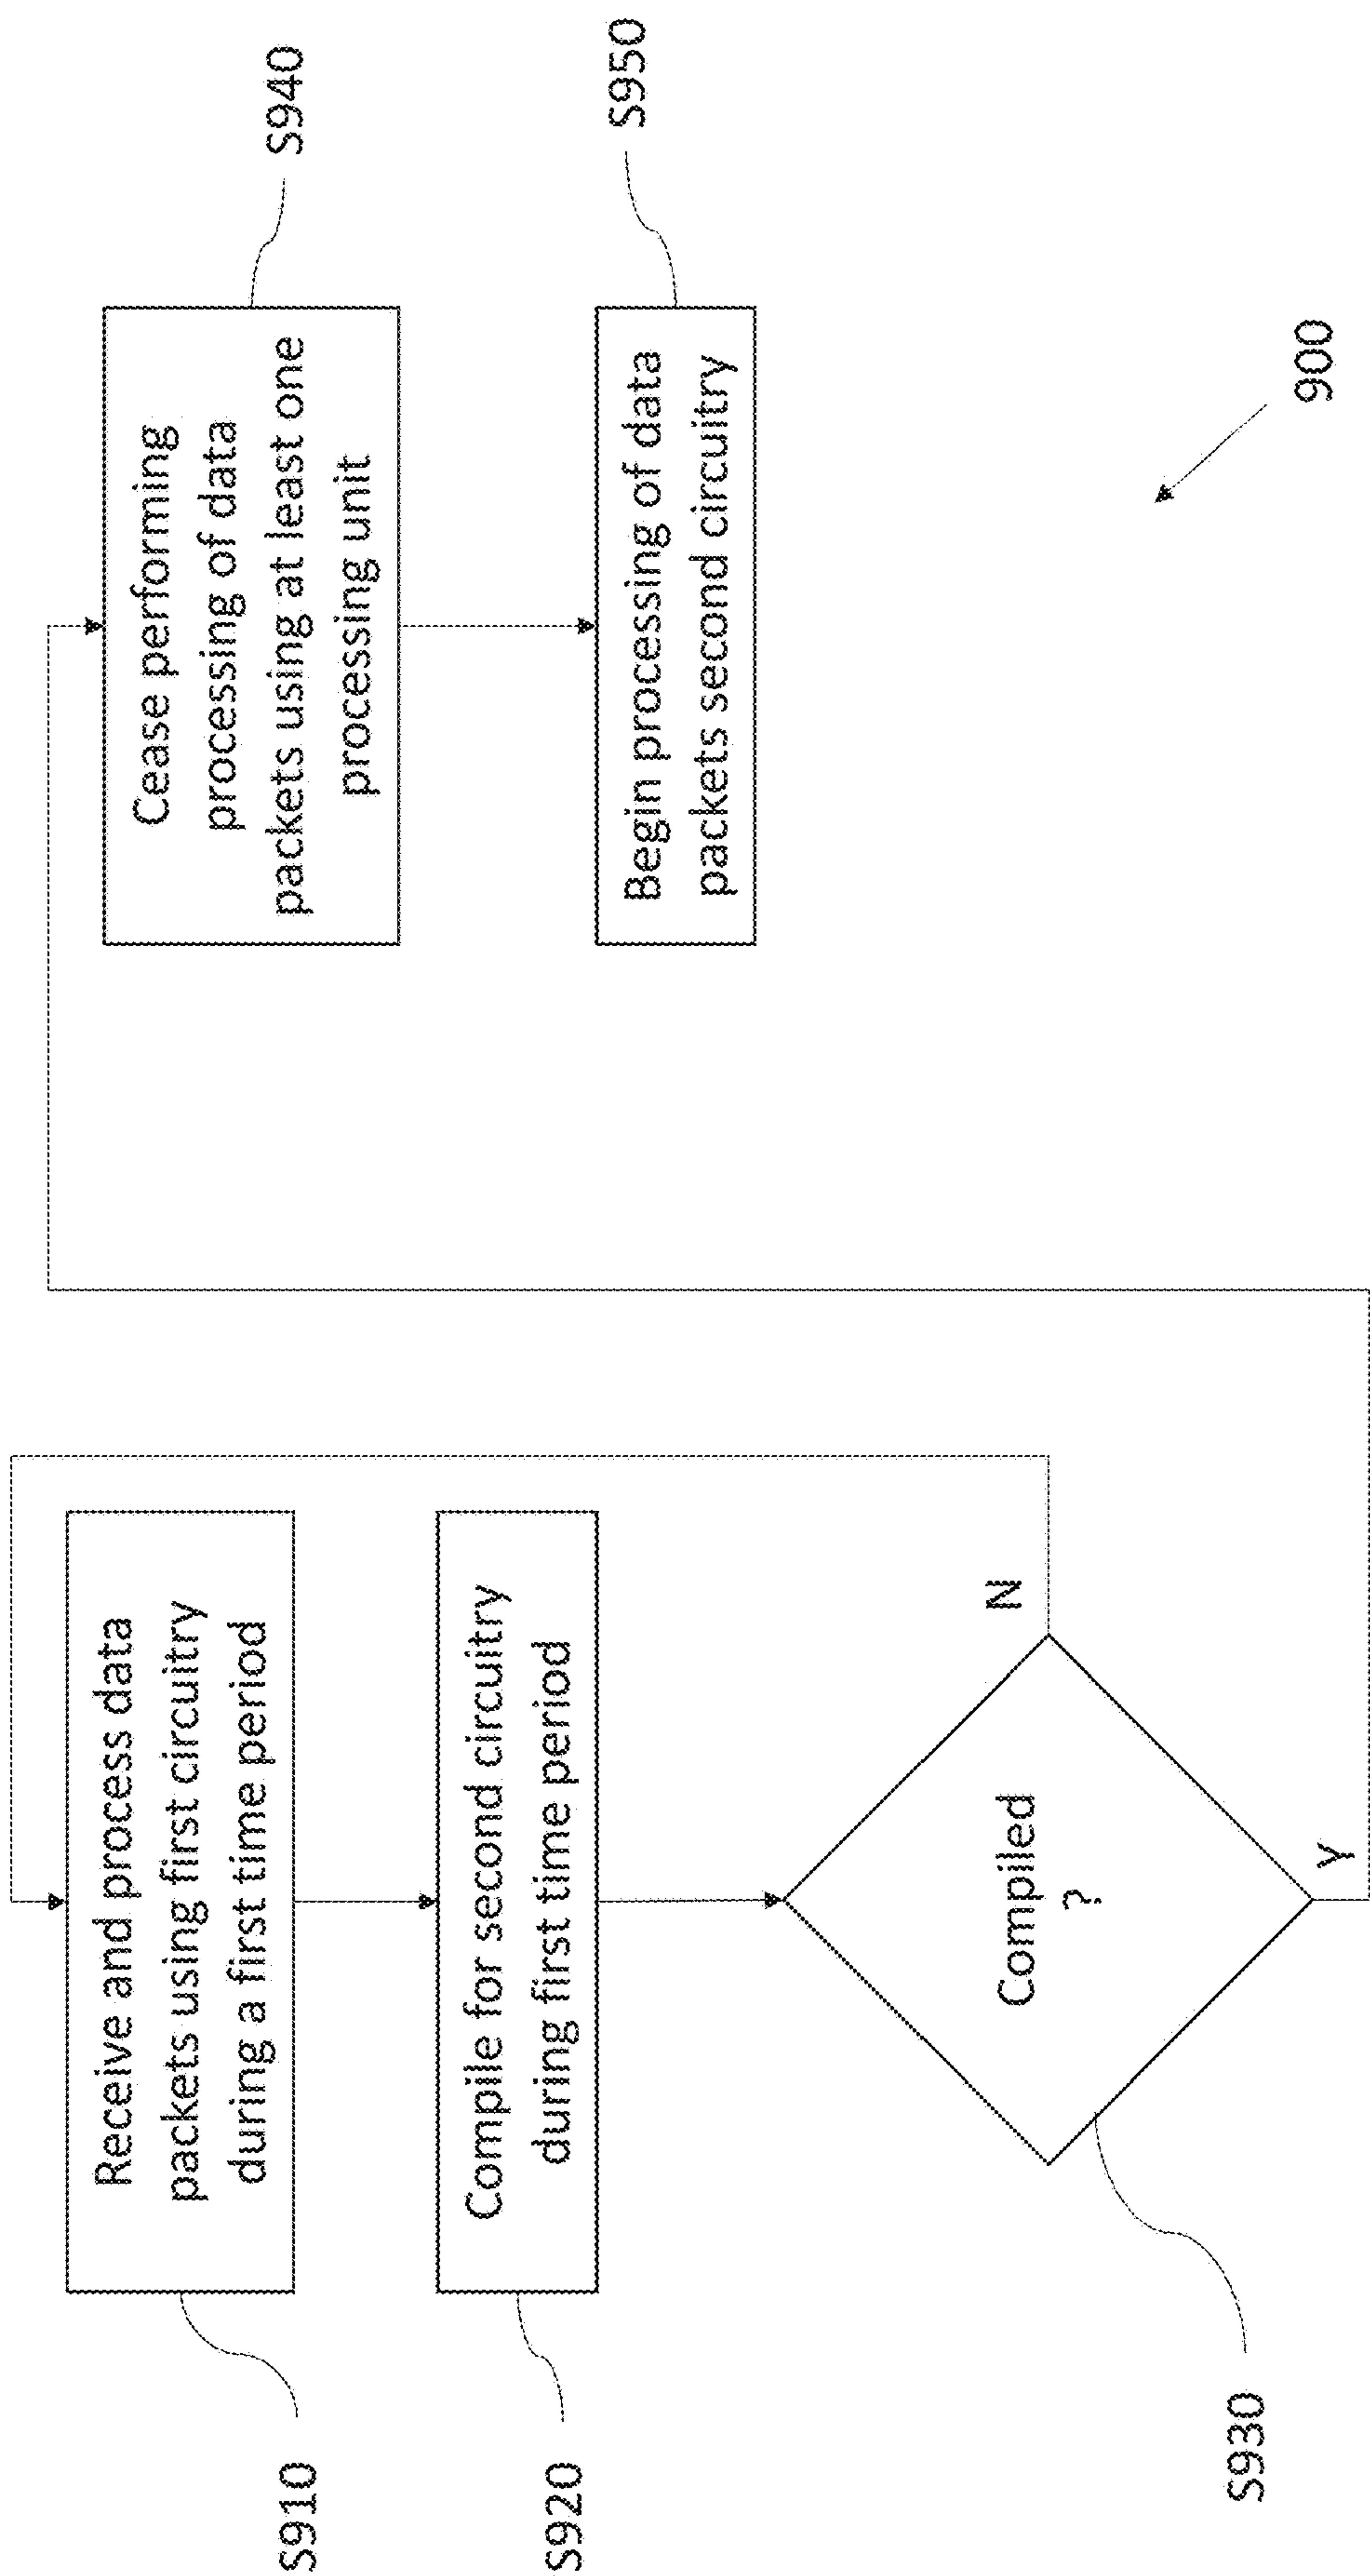 S910
Receive and process data
packets using first circuitry
during a first time period
S920
Compile for second circuitry
during first time period
S930
Compiled
?
N
Y
Cease performing
processing of data
packets using at least one
processing unit
S940
Begin processing of data
packets second circuitry
S950
900